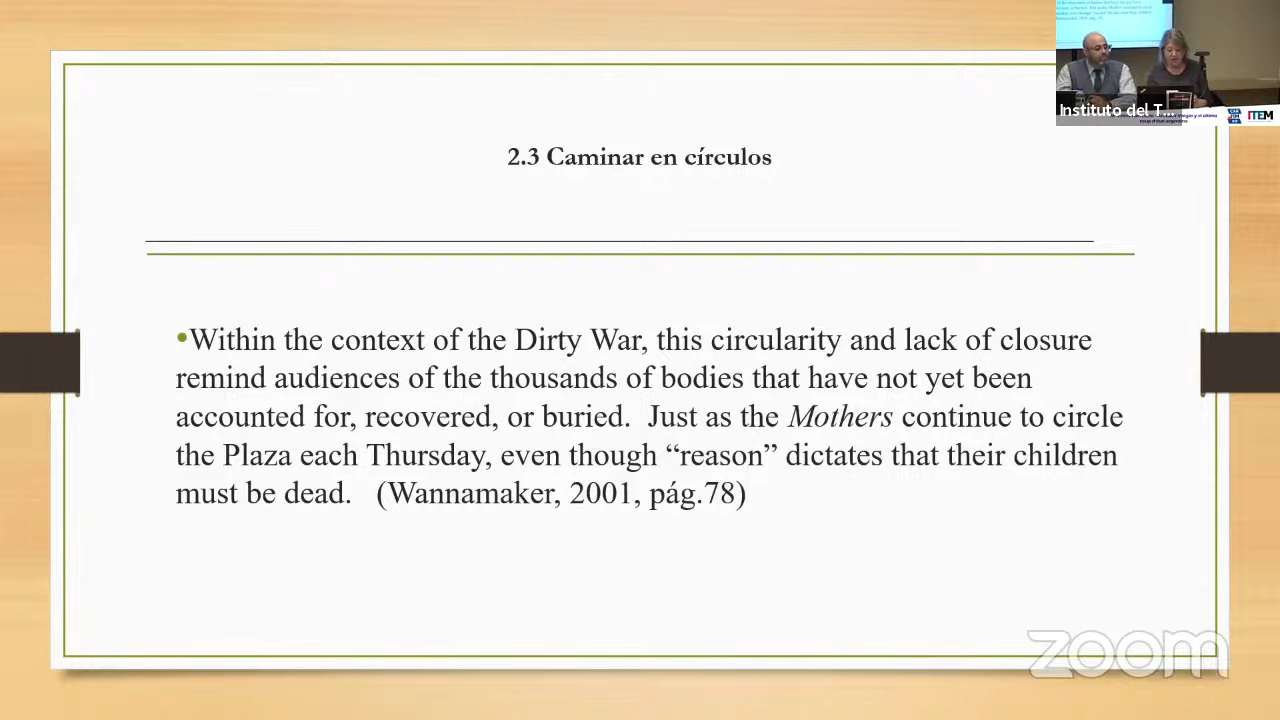 Instituto del T...
ITEM
2.3 Caminar en círculos
•Within the context of the Dirty War, this circularity and lack of closure
remind audiences of the thousands of bodies that have not yet been
accounted for, recovered, or buried.  Just as the Mothers continue to circle
the Plaza each Thursday, even though “reason” dictates that their children
must be dead.   (Wannamaker, 2001, pág.78)
zoom